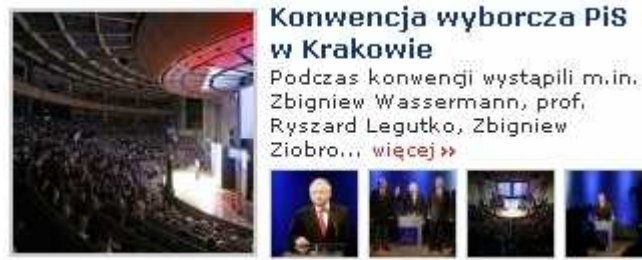 Konwencja wyborcza PiS
w Krakowie
Podczas konwencji wystąpili m.in.
Zbigniew Wassermann, prof.
Ryszard Legutko, Zbigniew
Ziobro... więcej »